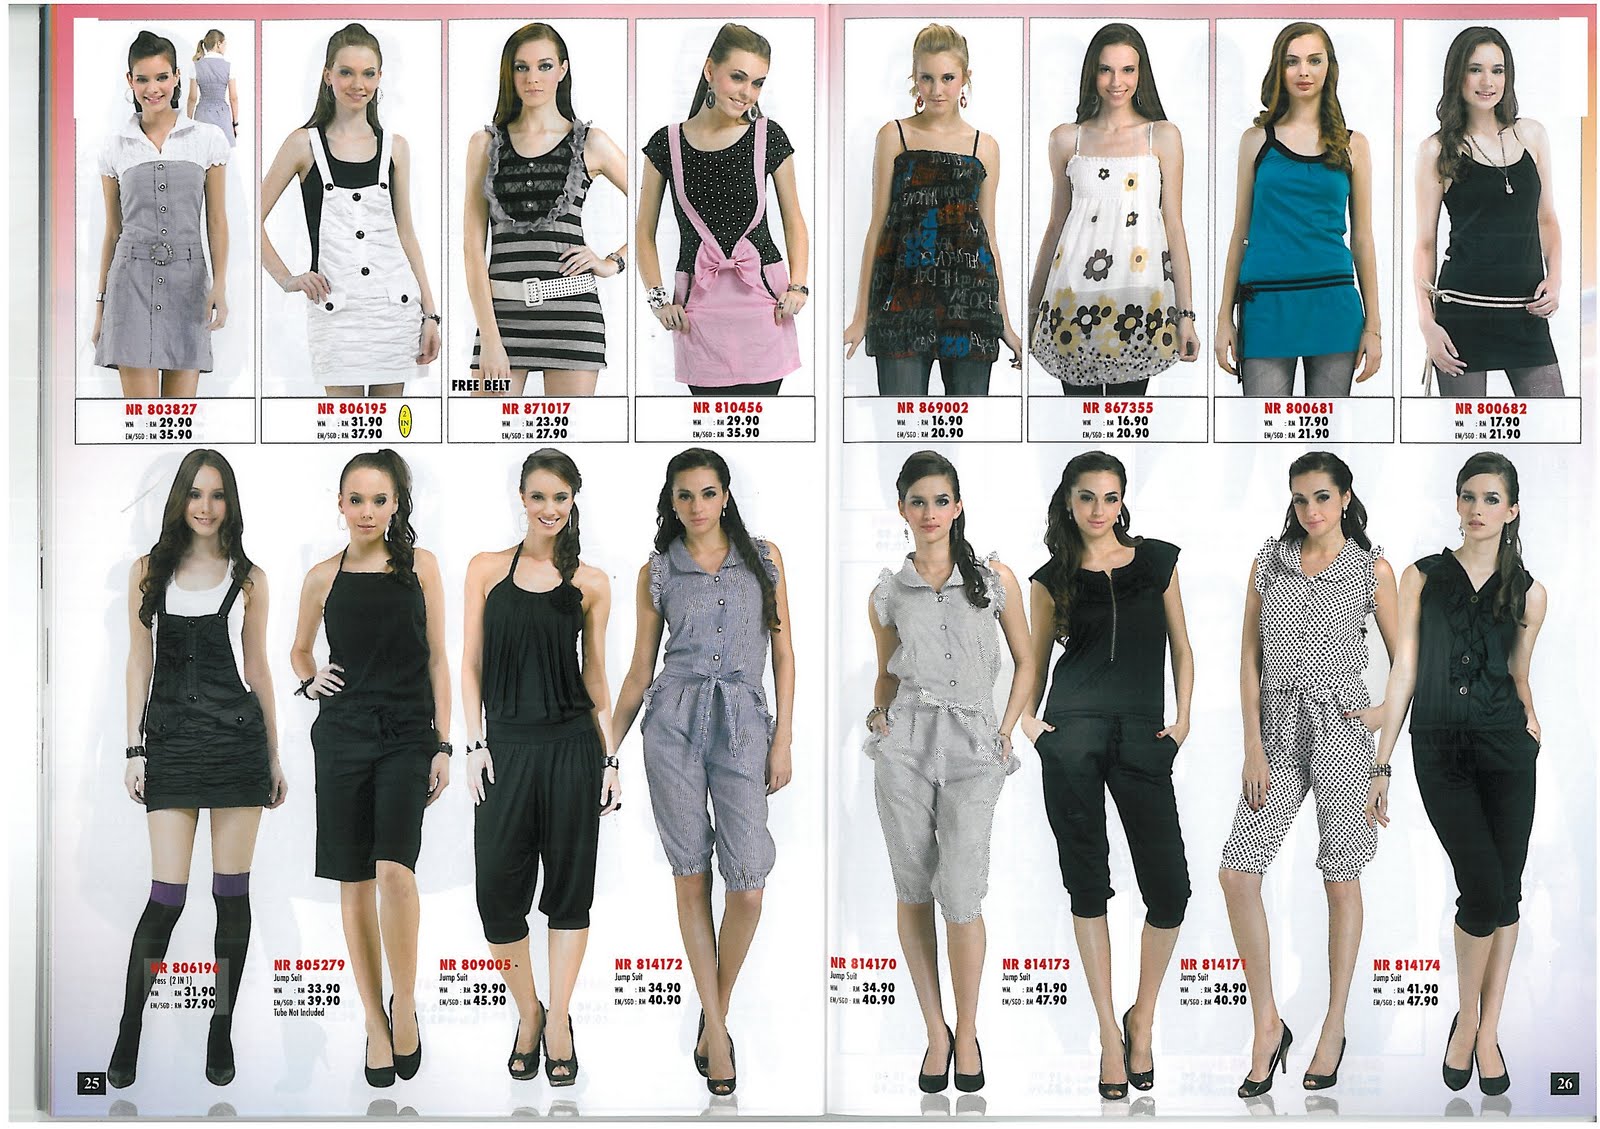 FREE BELT
NR 803827
WM : RM 29.90
EM/SGD : RM 35.90
NR 806195
WM : RM 31.90
EM/SGD : RM 37.90
2
IN
1
NR 871017
WM : RM 23.90
EM/SGD : RM 27.90
NR 810456
WM : RM 29.90
EM/SGD : RM 35.90
NR 869002
WM : RM 16.90
EM/SGD : RM 20.90
NR 867355
WM : RM 16.90
EM/SGD : RM 20.90
NR 800681
WM : RM 17.90
EM/SGD : RM 21.90
NR 800682
WM : RM 17.90
EM/SGD : RM 21.90
NR 806196
Dress (2 IN 1)
WM : RM 31.90
EM/SGD : RM 37.90
NR 805279
Jump Suit
WM : RM 33.90
EM/SGD : RM 39.90
Tube Not Included
NR 809005
Jump Suit
WM : RM 39.90
EM/SGD : RM 45.90
NR 814172
Jump Suit
WM : RM 34.90
EM/SGD : RM 40.90
NR 814170
Jump Suit
WM : RM 34.90
EM/SGD : RM 40.90
NR 814173
Jump Suit
WM : RM 41.90
EM/SGD : RM 47.90
NR 814171
Jump Suit
WM : RM 34.90
EM/SGD : RM 40.90
NR 814174
Jump Suit
WM : RM 41.90
EM/SGD : RM 47.90
25
26